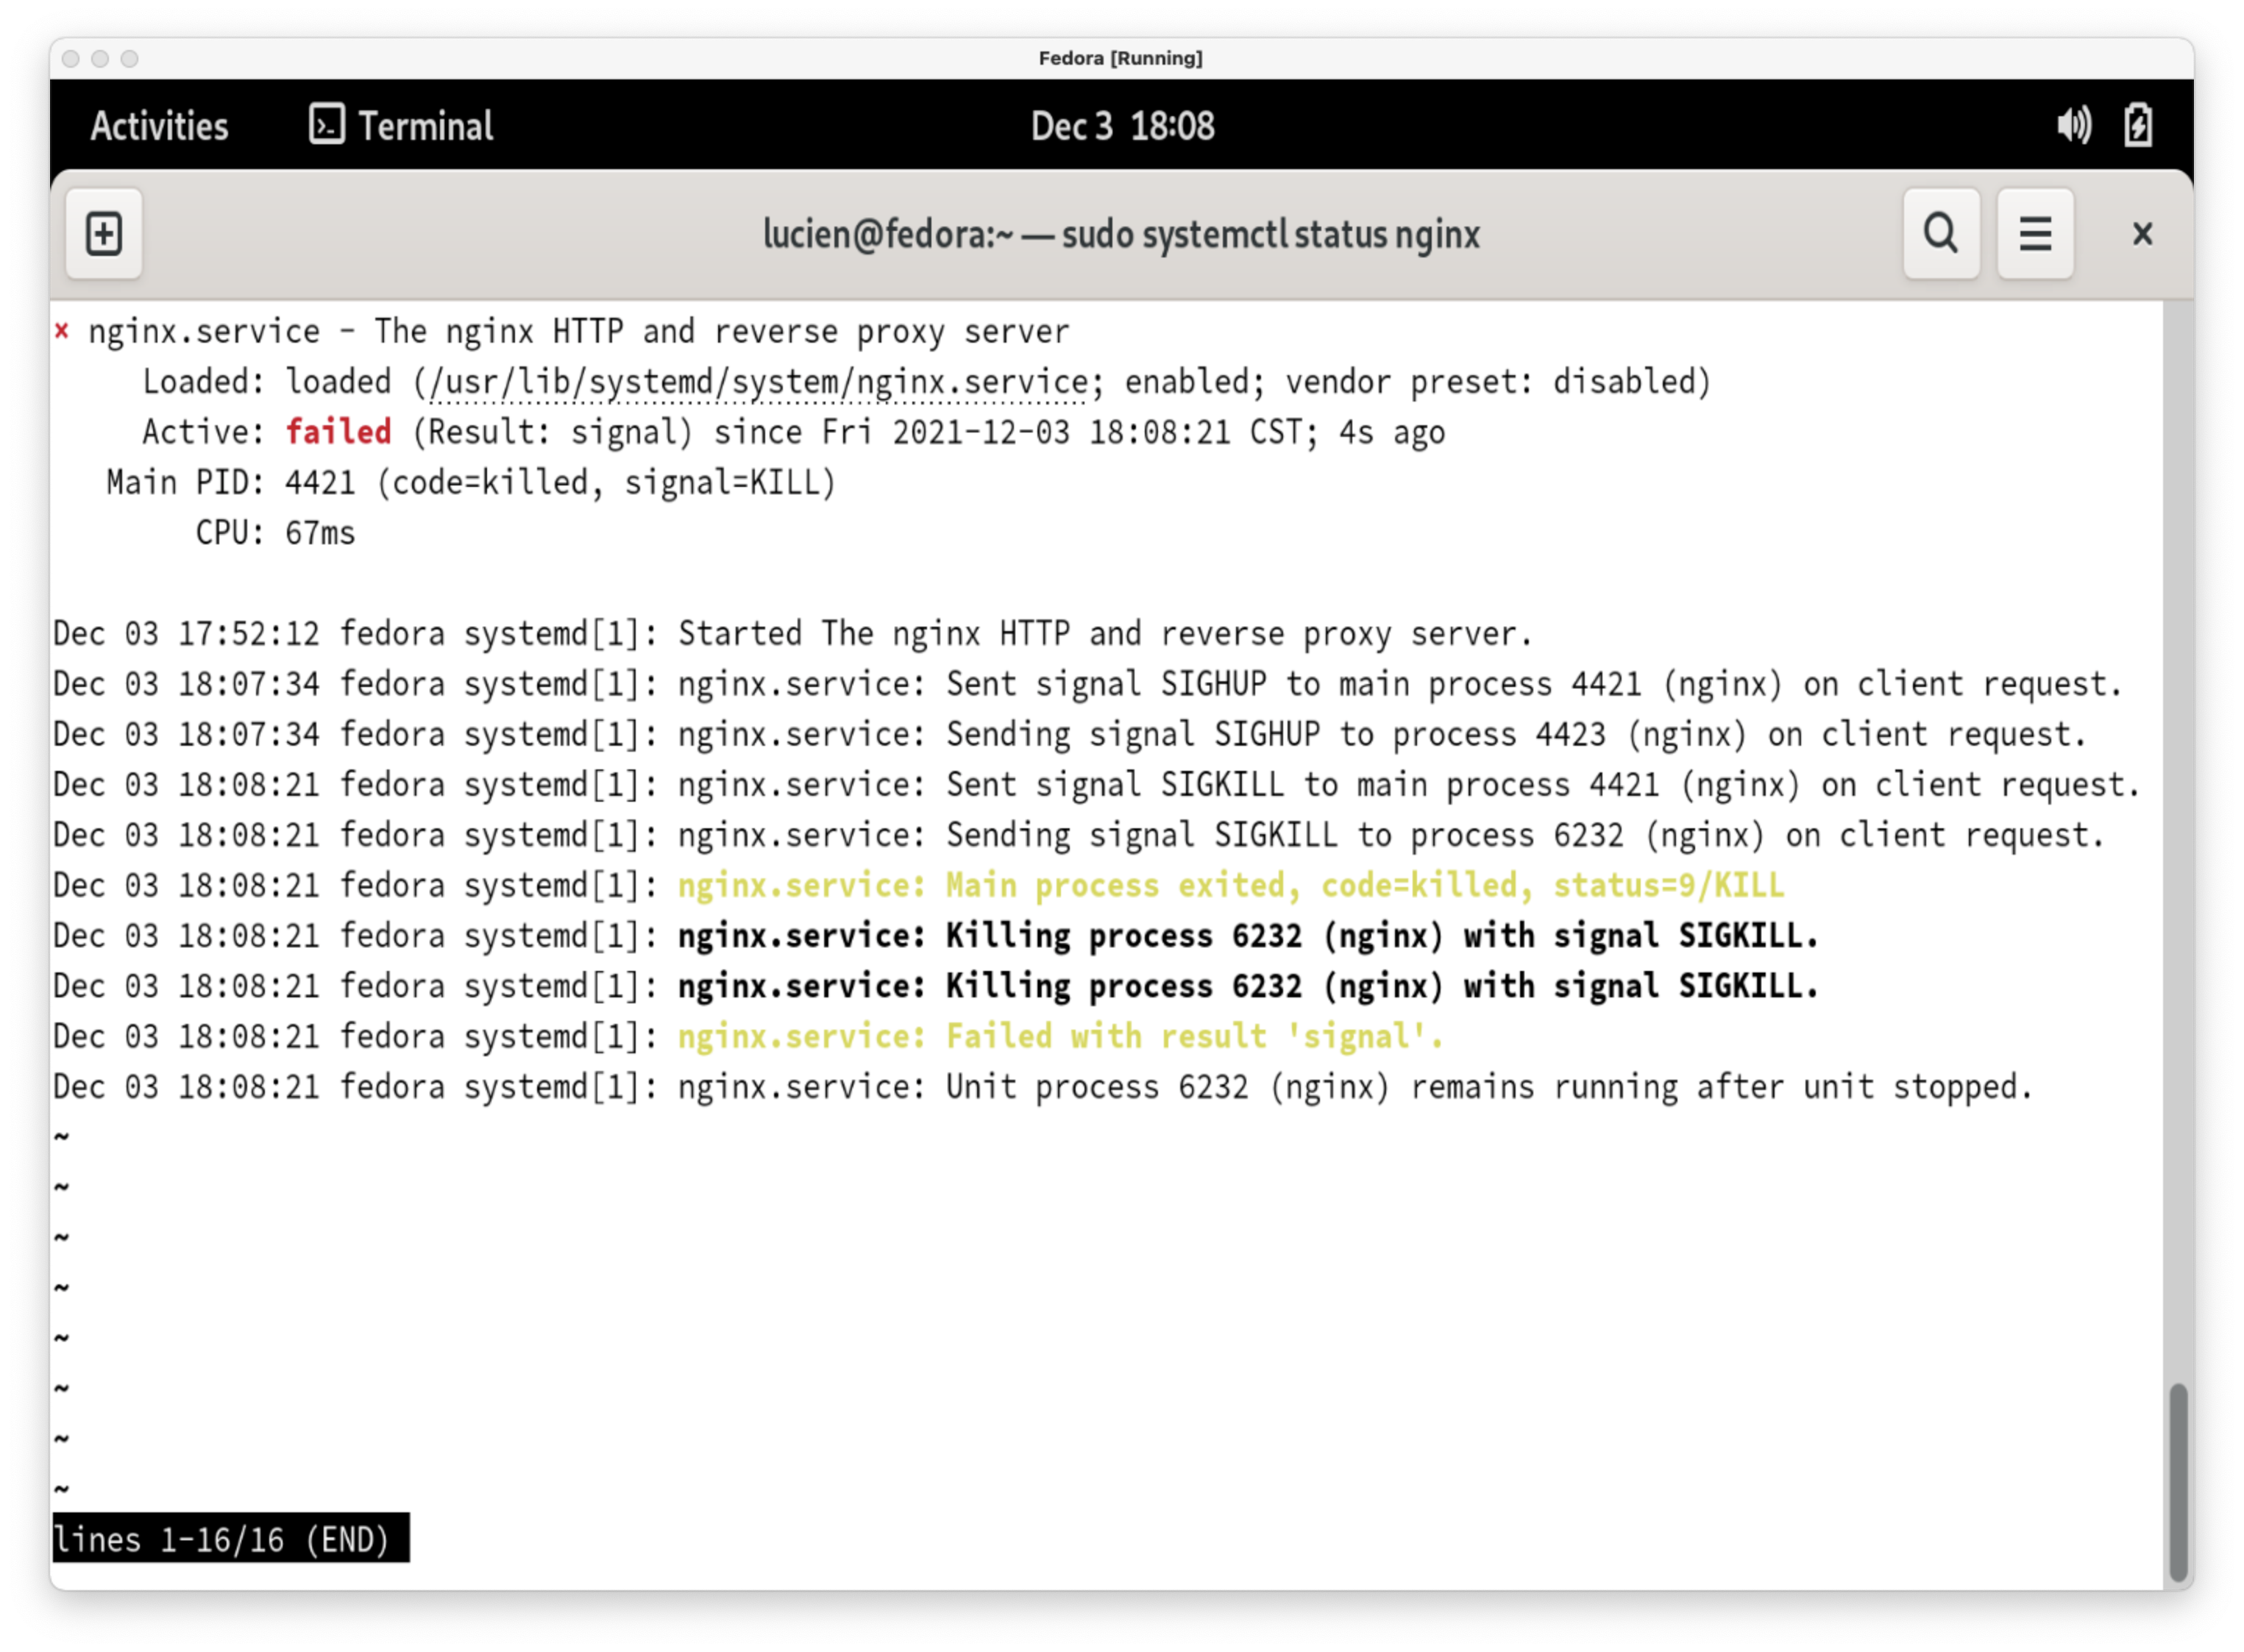 Fedora [Running]
Activities Terminal Dec 3 18:08
lucien@fedora:~ — sudo systemctl status nginx
× nginx.service - The nginx HTTP and reverse proxy server
Loaded: loaded (/usr/lib/systemd/system/nginx.service; enabled; vendor preset: disabled)
Active: failed (Result: signal) since Fri 2021-12-03 18:08:21 CST; 4s ago
Main PID: 4421 (code=killed, signal=KILL)
CPU: 67ms
Dec 03 17:52:12 fedora systemd[1]: Started The nginx HTTP and reverse proxy server.
Dec 03 18:07:34 fedora systemd[1]: nginx.service: Sent signal SIGHUP to main process 4421 (nginx) on client request.
Dec 03 18:07:34 fedora systemd[1]: nginx.service: Sending signal SIGHUP to process 4423 (nginx) on client request.
Dec 03 18:08:21 fedora systemd[1]: nginx.service: Sent signal SIGKILL to main process 4421 (nginx) on client request.
Dec 03 18:08:21 fedora systemd[1]: nginx.service: Sending signal SIGKILL to process 6232 (nginx) on client request.
Dec 03 18:08:21 fedora systemd[1]: nginx.service: Main process exited, code=killed, status=9/KILL
Dec 03 18:08:21 fedora systemd[1]: nginx.service: Killing process 6232 (nginx) with signal SIGKILL.
Dec 03 18:08:21 fedora systemd[1]: nginx.service: Killing process 6232 (nginx) with signal SIGKILL.
Dec 03 18:08:21 fedora systemd[1]: nginx.service: Failed with result 'signal'.
Dec 03 18:08:21 fedora systemd[1]: nginx.service: Unit process 6232 (nginx) remains running after unit stopped.
~
~
~
~
~
~
~
~
lines 1-16/16 (END)